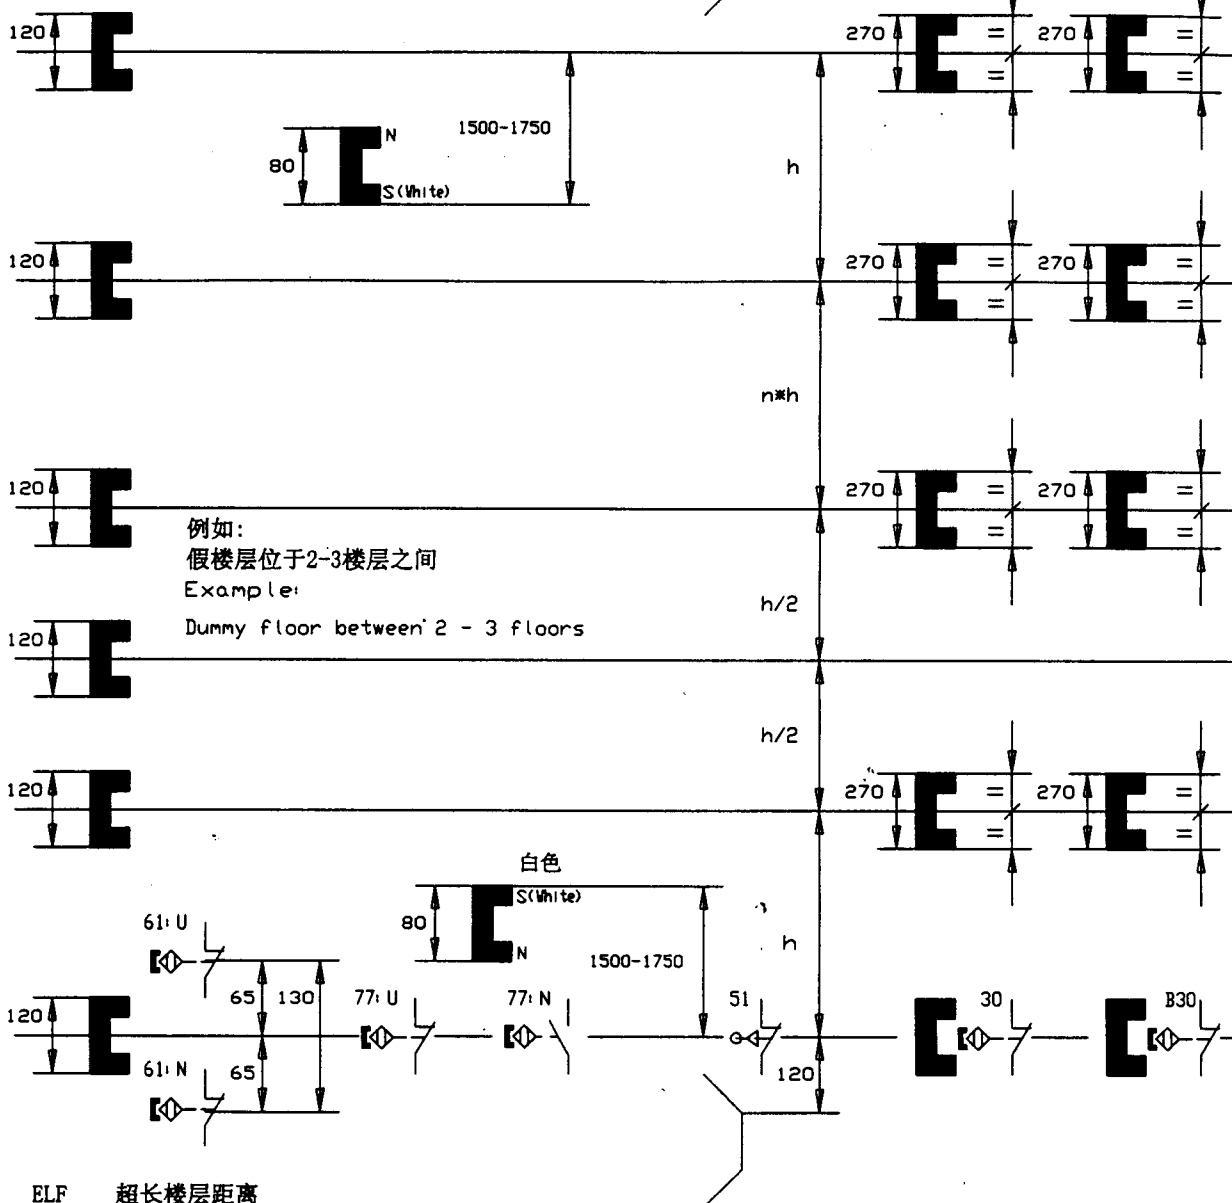 120 270 = 270 =
= =
N 1500-1750
80 h
S(White)
120 270 = 270 =
= =
n*h
120 270 = 270 =
例如: = =
假楼层位于2-3楼层之间
Example:
h/2
120 Dummy floor between 2 - 3 floors
h/2
120 270 = 270 =
= =
白色
S(White)
61:U 80 h
N
1500-1750
65 130 77:U 77:N 51 30 B30
120
61:N 65 120
ELF 超长楼层距离